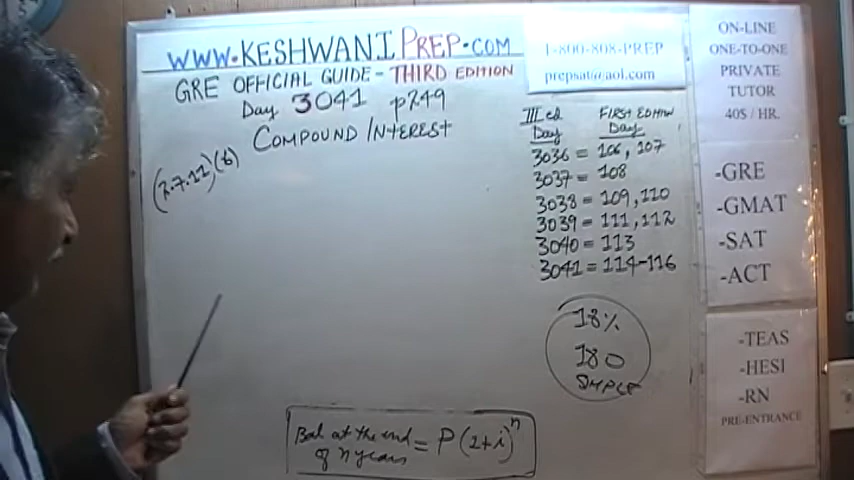 WWW.KESHWANIPREP.COM
GRE OFFICIAL GUIDE - THIRD EDITION
Day 3041 p249
COMPOUND INTEREST
(2.7.11)(6)
1-800-808-PREP
prepsat@aol.com
III ed FIRST EDITION
Day Day
3036 = 106, 107
3037 = 108
3038 = 109, 110
3039 = 111, 112
3040 = 113
3041 = 114-116
18%
180
SIMPLE
Bal at the end
of n years = P(1+i)^n
ON-LINE
ONE-TO-ONE
PRIVATE
TUTOR
40$ / HR.
-GRE
-GMAT
-SAT
-ACT
-TEAS
-HESI
-RN
PRE-ENTRANCE